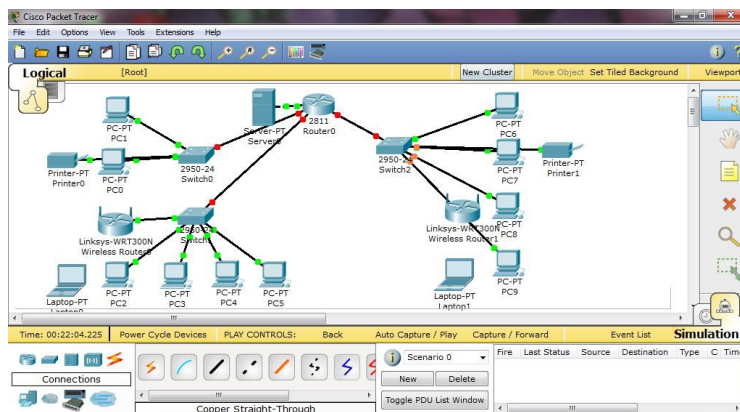 Cisco Packet Tracer
File Edit Options View Tools Extensions Help
Logical [Root] New Cluster Move Object Set Tiled Background Viewport
PC-PT
PC1
Server-PT
Server0
2811
Router0
PC-PT
PC6
Printer-PT
Printer0
PC-PT
PC0
2950-24
Switch0
2950-24
Switch2
PC-PT
PC7
Printer-PT
Printer1
Linksys-WRT300N
Wireless Router0
2950-24
Switch1
Linksys-WRT300N
Wireless Router1
PC-PT
PC8
Laptop-PT
Laptop0
PC-PT
PC2
PC-PT
PC3
PC-PT
PC4
PC-PT
PC5
Laptop-PT
Laptop1
PC-PT
PC9
Time: 00:22:04.225 Power Cycle Devices PLAY CONTROLS: Back Auto Capture / Play Capture / Forward Event List Simulation
Connections
Copper Straight-Through
Scenario 0
New Delete
Toggle PDU List Window
Fire Last Status Source Destination Type C Time